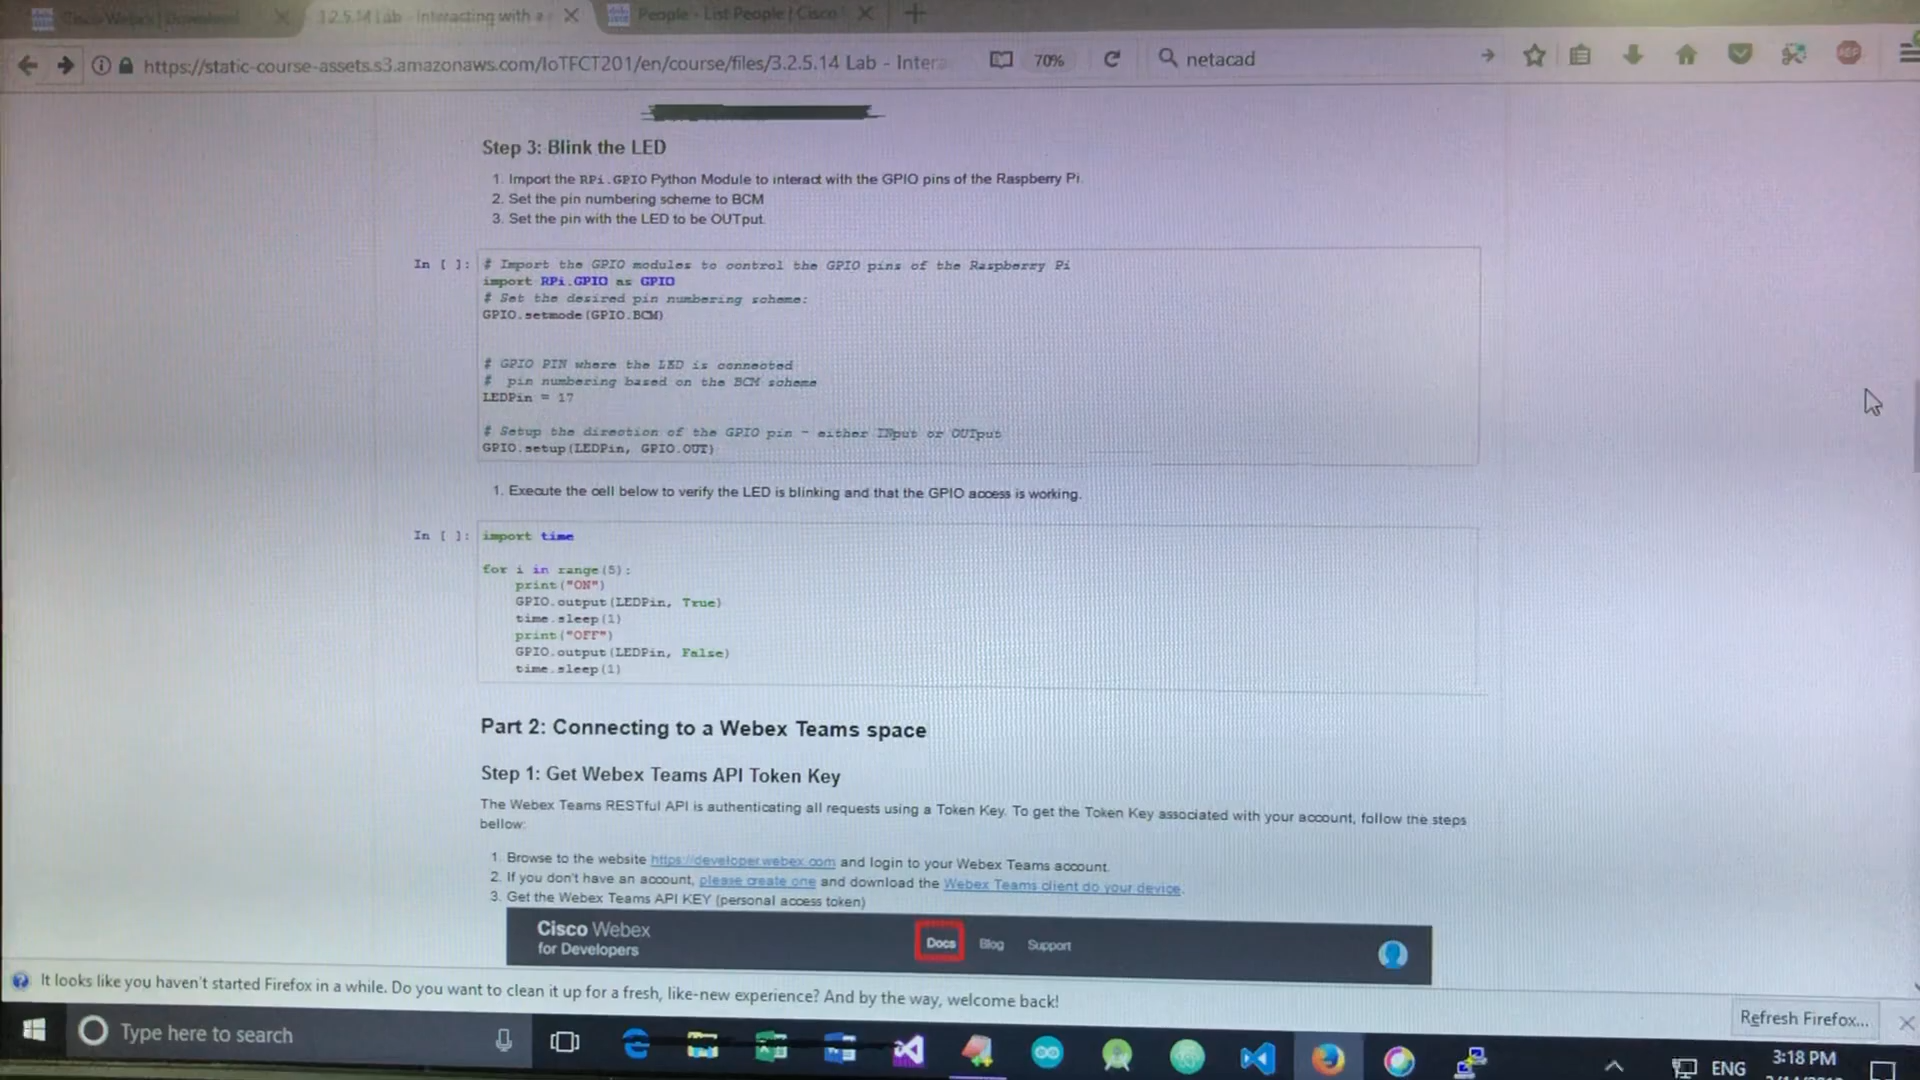 Cisco Webex | Download
3.2.5.14 Lab - Interacting with a
People - List People | Cisco
https://static-course-assets.s3.amazonaws.com/IoTFCT201/en/course/files/3.2.5.14 Lab - Intera
70%
netacad
ABP
Step 3: Blink the LED
1. Import the RPi.GPIO Python Module to interact with the GPIO pins of the Raspberry Pi.
2. Set the pin numbering scheme to BCM
3. Set the pin with the LED to be OUTput.
In [ ]: # Import the GPIO modules to control the GPIO pins of the Raspberry Pi
import RPi.GPIO as GPIO
# Set the desired pin numbering scheme:
GPIO.setmode(GPIO.BCM)
# GPIO PIN where the LED is connected
# pin numbering based on the BCM scheme
LEDPin = 17
# Setup the direction of the GPIO pin - either INput or OUTput
GPIO.setup(LEDPin, GPIO.OUT)
1. Execute the cell below to verify the LED is blinking and that the GPIO access is working.
In [ ]: import time
for i in range(5):
print("ON")
GPIO.output(LEDPin, True)
time.sleep(1)
print("OFF")
GPIO.output(LEDPin, False)
time.sleep(1)
Part 2: Connecting to a Webex Teams space
Step 1: Get Webex Teams API Token Key
The Webex Teams RESTful API is authenticating all requests using a Token Key. To get the Token Key associated with your account, follow the steps
bellow:
1. Browse to the website https://developer.webex.com and login to your Webex Teams account.
2. If you don't have an account, please create one and download the Webex Teams client do your device.
3. Get the Webex Teams API KEY (personal access token)
Cisco Webex
for Developers
Docs Blog Support
It looks like you haven't started Firefox in a while. Do you want to clean it up for a fresh, like-new experience? And by the way, welcome back!
Refresh Firefox...
Type here to search
ENG
3:18 PM